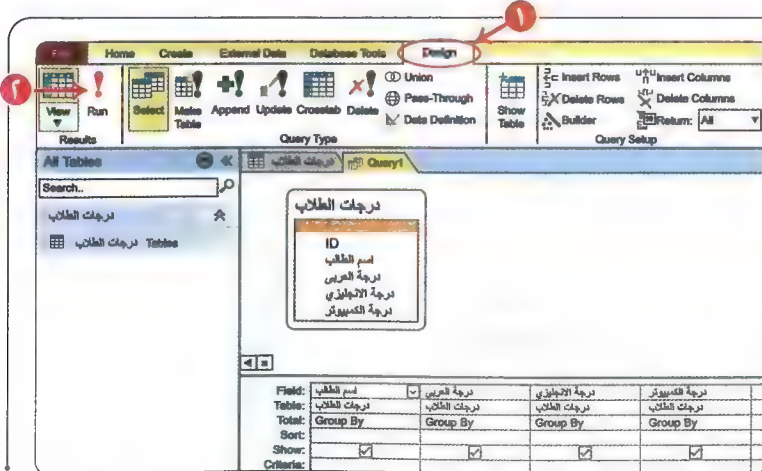 ١
File Home Create External Data Database Tools Design
٢
View Run Select Make Table Append Update Crosstab Delete
Union
Pass-Through
Data Definition
Show Table
Insert Rows
Delete Rows
Builder
Insert Columns
Delete Columns
Return: All
Results Query Type Query Setup
All Tables
Search..
درجات الطلاب
درجات الطلاب Tables
درجات الطلاب Query1
درجات الطلاب
ID
اسم الطالب
درجة العربى
درجة الانجليزي
درجة الكمبيوتر
Field: اسم الطالب درجة العربي درجة الانجليزي درجة الكمبيوتر
Table: درجات الطلاب درجات الطلاب درجات الطلاب درجات الطلاب
Total: Group By Group By Group By Group By
Sort:
Show:
Criteria: